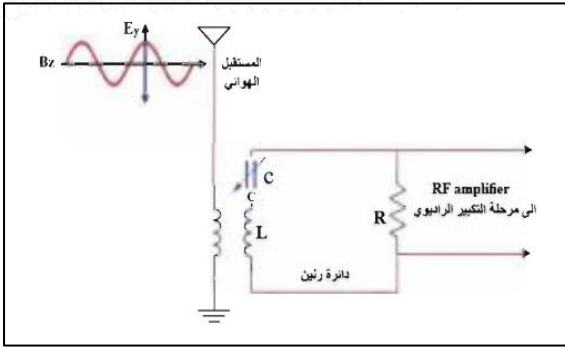 Ey
Bz
المستقبل
الهوائي
C
C
L
R
RF amplifier
الى مرحلة التكبير الراديوي
دائرة رنين